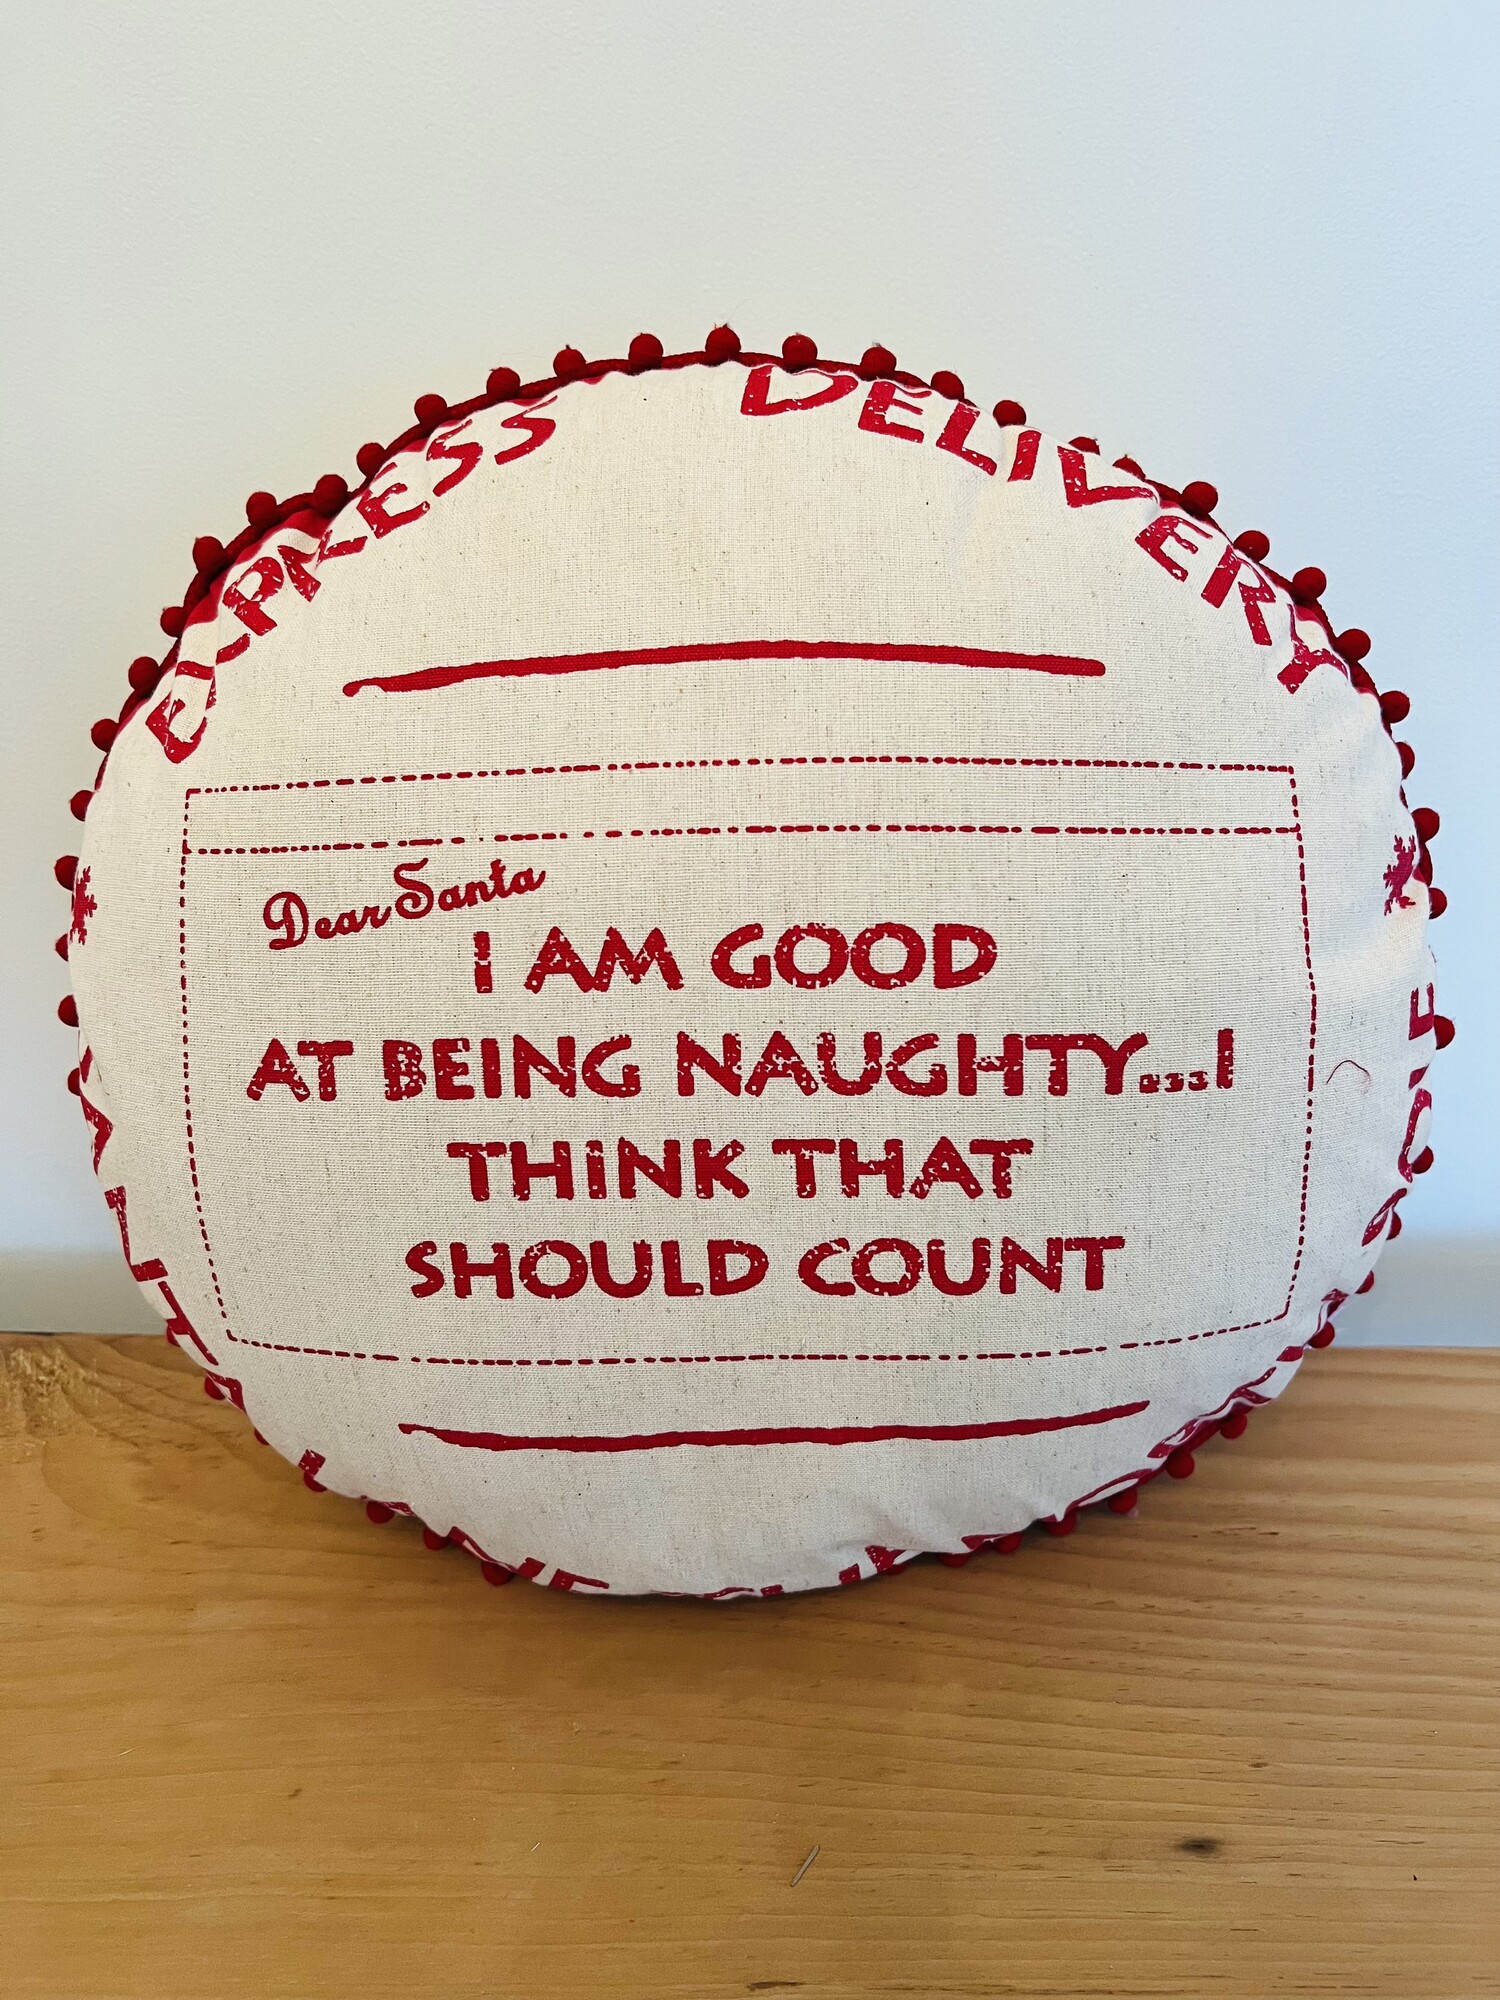 EXPRESS DELIVERY
Dear Santa
I AM GOOD
AT BEING NAUGHTY...I
THINK THAT
SHOULD COUNT